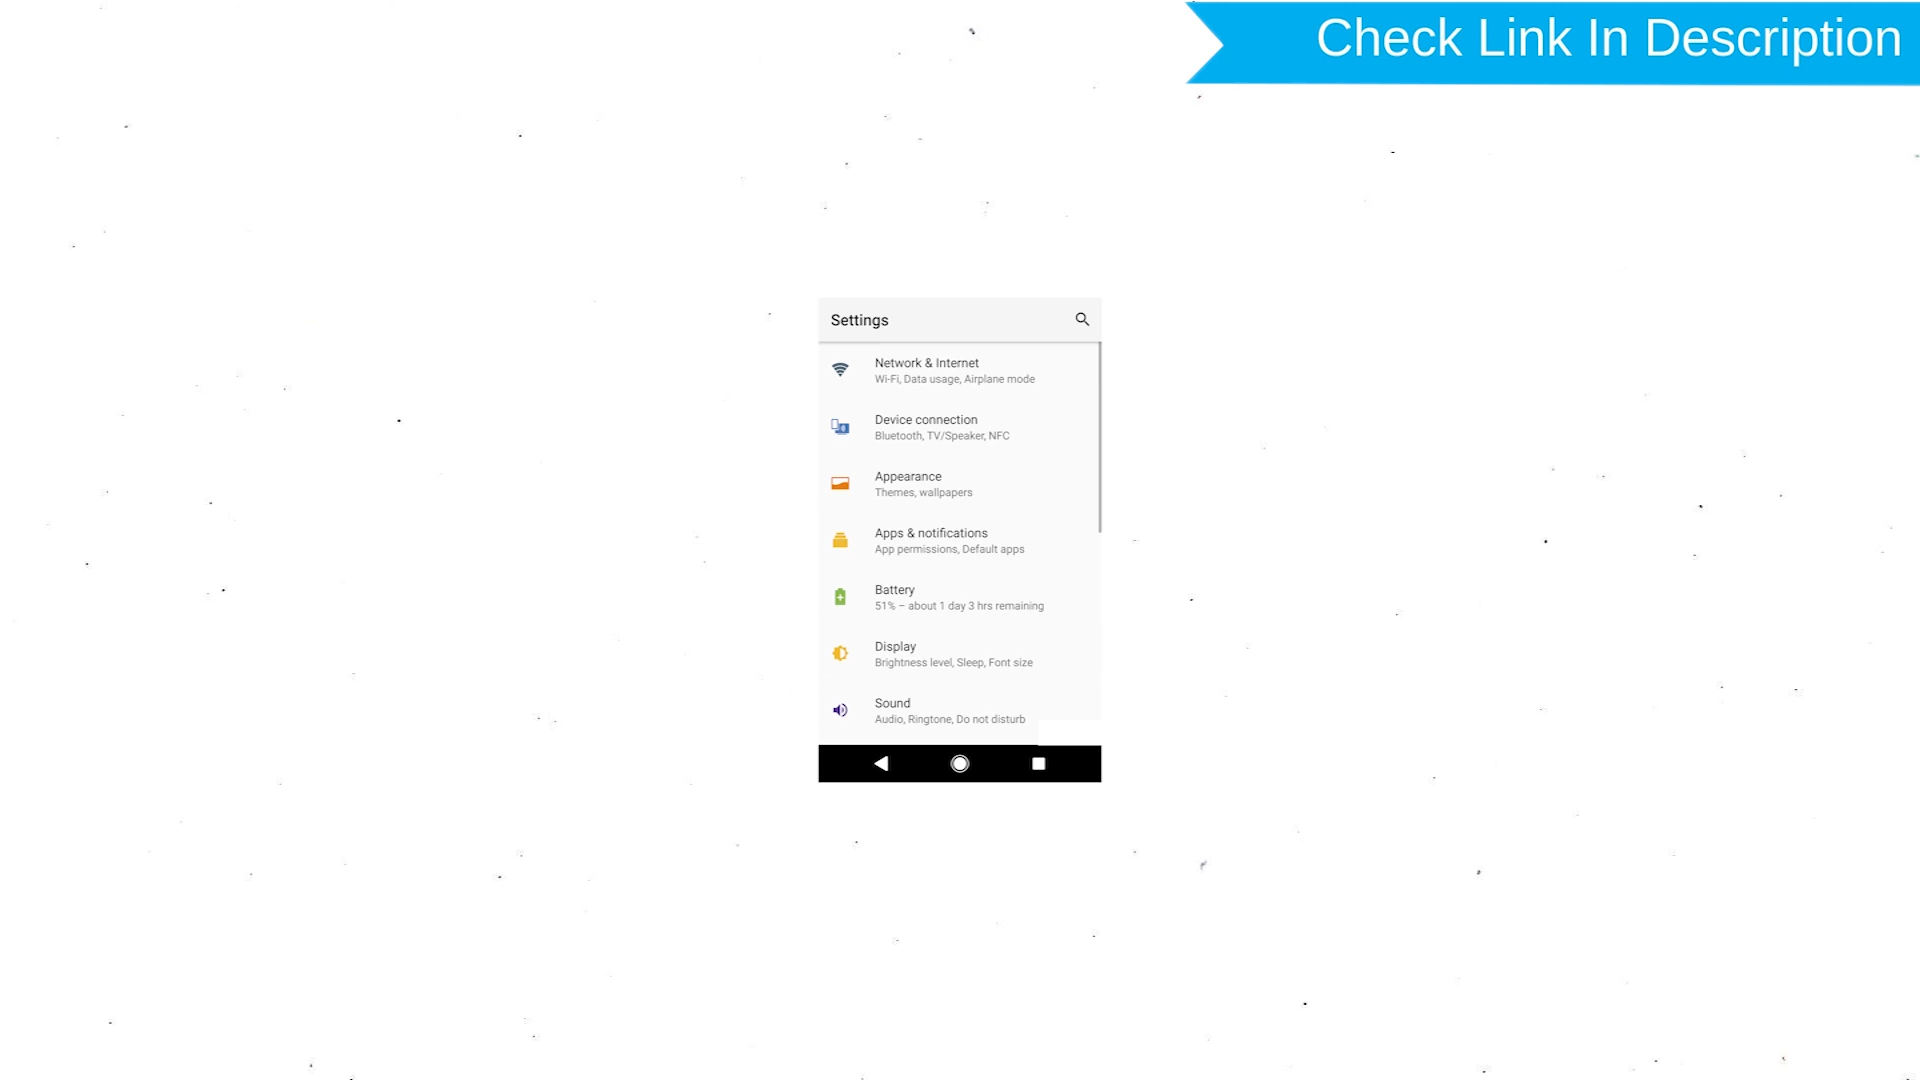 Check Link In Description
Settings
Network & Internet
Wi-Fi, Data usage, Airplane mode
Device connection
Bluetooth, TV/Speaker, NFC
Appearance
Themes, wallpapers
Apps & notifications
App permissions, Default apps
Battery
51% – about 1 day 3 hrs remaining
Display
Brightness level, Sleep, Font size
Sound
Audio, Ringtone, Do not disturb